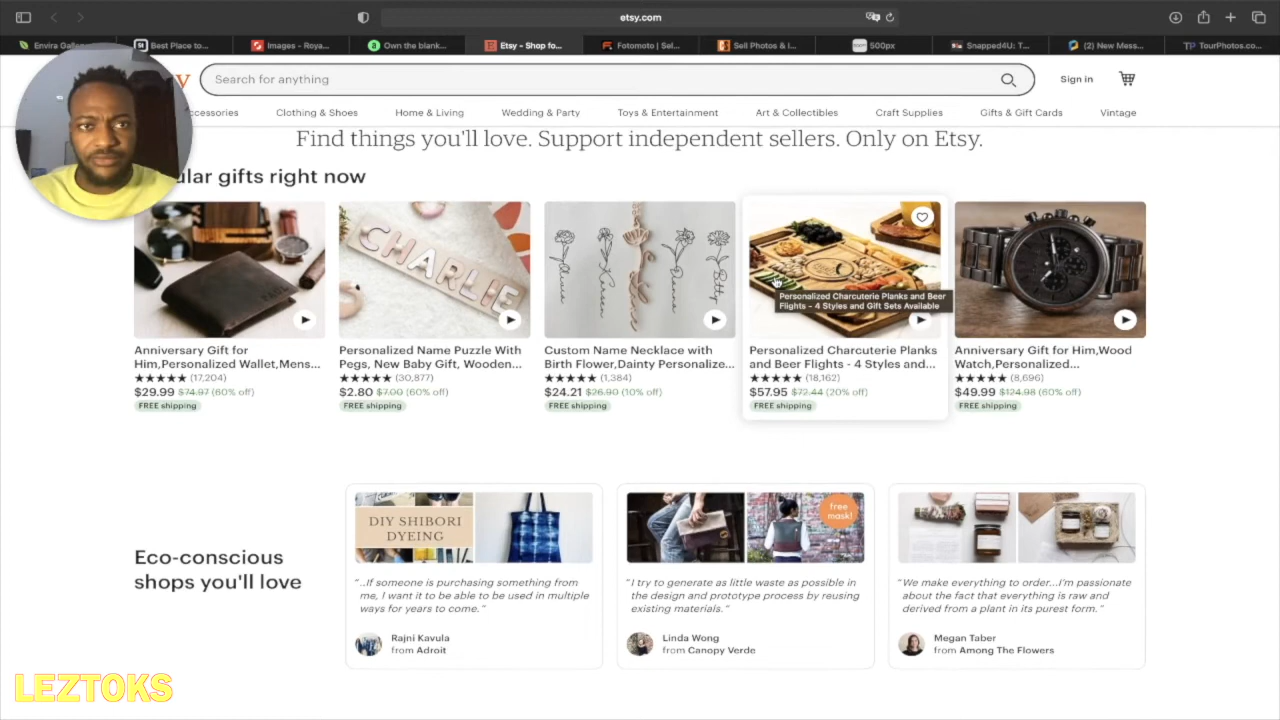 etsy.com
Envira Galle
Best Place to...
Images - Roya...
Own the blank...
Etsy - Shop fo...
Fotomoto | Sel...
Sell Photos & I...
500px
Snapped4U: T...
(2) New Mess...
TourPhotos.co...
Search for anything
Sign in
ccessories
Clothing & Shoes
Home & Living
Wedding & Party
Toys & Entertainment
Art & Collectibles
Craft Supplies
Gifts & Gift Cards
Vintage
Find things you'll love. Support independent sellers. Only on Etsy.
ular gifts right now
CHARLIE
Personalized Charcuterie Planks and Beer
Flights - 4 Styles and Gift Sets Available
Anniversary Gift for
Him,Personalized Wallet,Mens...
★★★★★ (17,204)
$29.99 $74.97 (60% off)
FREE shipping
Personalized Name Puzzle With
Pegs, New Baby Gift, Wooden...
★★★★★ (30,877)
$2.80 $7.00 (60% off)
FREE shipping
Custom Name Necklace with
Birth Flower,Dainty Personalize...
★★★★★ (1,384)
$24.21 $26.90 (10% off)
FREE shipping
Personalized Charcuterie Planks
and Beer Flights - 4 Styles and...
★★★★★ (18,162)
$57.95 $72.44 (20% off)
FREE shipping
Anniversary Gift for Him,Wood
Watch,Personalized...
★★★★★ (8,696)
$49.99 $124.98 (60% off)
FREE shipping
Eco-conscious
shops you'll love
DIY SHIBORI
DYEING
"..If someone is purchasing something from
me, I want it to be able to be used in multiple
ways for years to come."
Rajni Kavula
from Adroit
free
mask!
"I try to generate as little waste as possible in
the design and prototype process by reusing
existing materials."
Linda Wong
from Canopy Verde
"We make everything to order...I'm passionate
about the fact that everything is raw and
derived from a plant in its purest form."
Megan Taber
from Among The Flowers
LEZTOKS